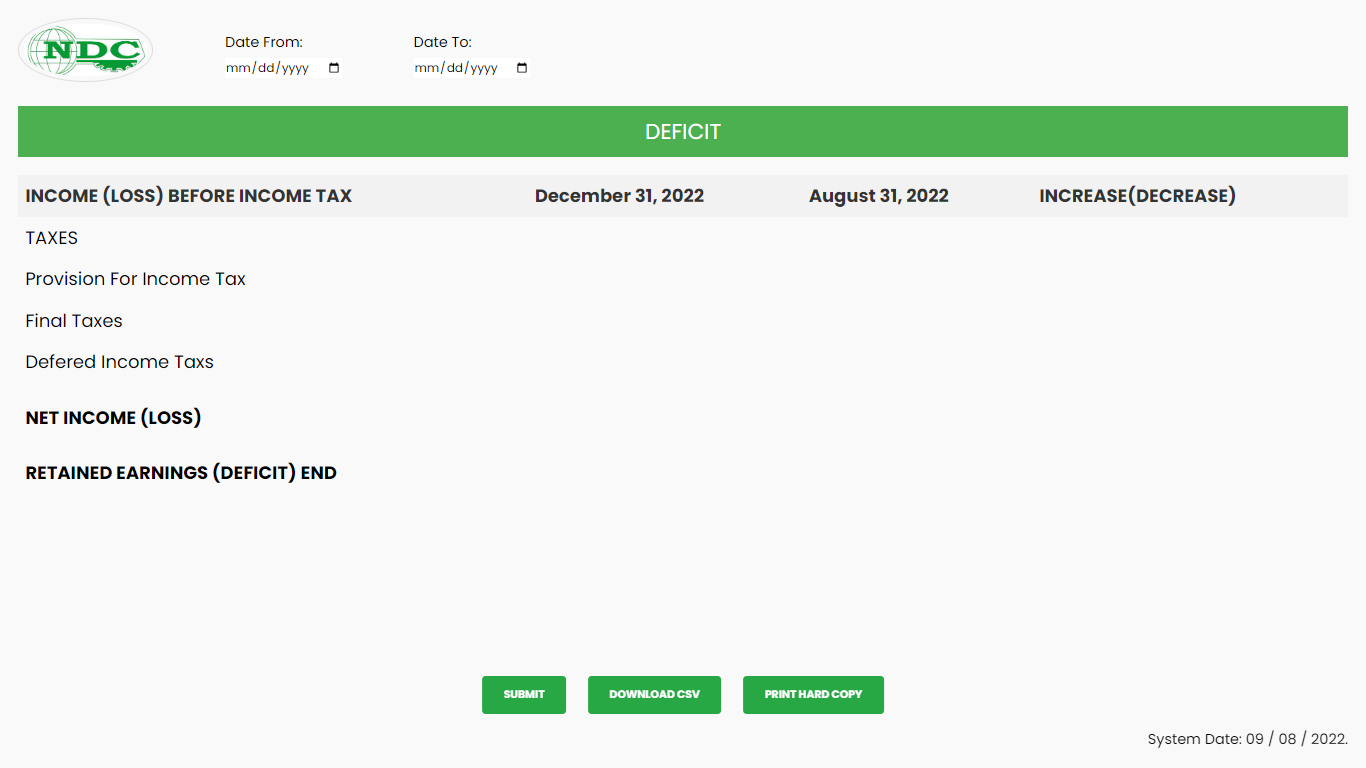 NDC
Date From: Date To:
mm/dd/yyyy mm/dd/yyyy
DEFICIT
INCOME (LOSS) BEFORE INCOME TAX December 31, 2022 August 31, 2022 INCREASE(DECREASE)
TAXES
Provision For Income Tax
Final Taxes
Defered Income Taxs
NET INCOME (LOSS)
RETAINED EARNINGS (DEFICIT) END
SUBMIT DOWNLOAD CSV PRINT HARD COPY
System Date: 09 / 08 / 2022.